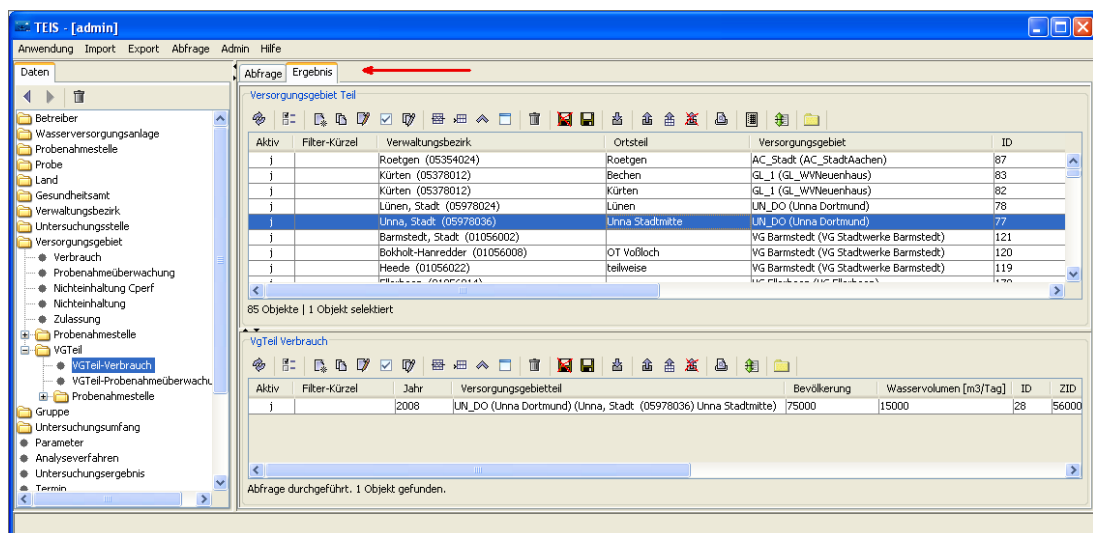 TEIS - [admin]
Anwendung Import Export Abfrage Admin Hilfe
Daten
Betreiber
Wasserversorgungsanlage
Probenahmestelle
Probe
Land
Gesundheitsamt
Verwaltungsbezirk
Untersuchungsstelle
Versorgungsgebiet
Verbrauch
Probenahmeüberwachung
Nichteinhaltung Cperf
Nichteinhaltung
Zulassung
Probenahmestelle
VGTeil
VGTeil-Verbrauch
VGTeil-Probenahmeüberwachu
Probenahmestelle
Gruppe
Untersuchungsumfang
Parameter
Analyseverfahren
Untersuchungsergebnis
Termin
Abfrage Ergebnis
Versorgungsgebiet Teil
Aktiv Filter-Kürzel Verwaltungsbezirk Ortsteil Versorgungsgebiet ID
j Roetgen (05354024) Roetgen AC_Stadt (AC_StadtAachen) 87
j Kürten (05378012) Bechen GL_1 (GL_WVNeuenhaus) 83
j Kürten (05378012) Kürten GL_1 (GL_WVNeuenhaus) 82
j Lünen, Stadt (05978024) Lünen UN_DO (Unna Dortmund) 78
j Unna, Stadt (05978036) Unna Stadtmitte UN_DO (Unna Dortmund) 77
j Barmstedt, Stadt (01056002) VG Barmstedt (VG Stadtwerke Barmstedt) 121
j Bokholt-Hanredder (01056008) OT Voßloch VG Barmstedt (VG Stadtwerke Barmstedt) 120
j Heede (01056022) teilweise VG Barmstedt (VG Stadtwerke Barmstedt) 119
85 Objekte | 1 Objekt selektiert
VgTeil Verbrauch
Aktiv Filter-Kürzel Jahr Versorgungsgebietteil Bevölkerung Wasservolumen [m3/Tag] ID ZID
j 2008 UN_DO (Unna Dortmund) (Unna, Stadt (05978036) Unna Stadtmitte) 75000 15000 28 56000
Abfrage durchgeführt. 1 Objekt gefunden.